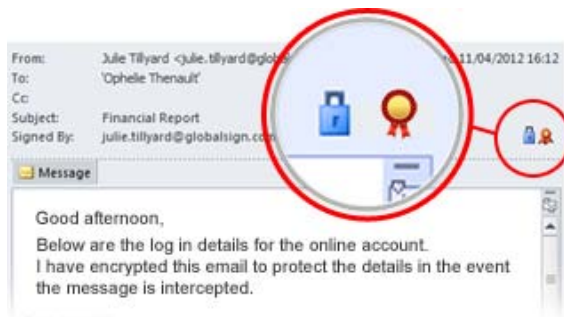 From: Julie Tillyard <julie.tillyard@glob
11/04/2012 16:12
To: 'Ophelie Thenault'
Cc:
Subject: Financial Report
Signed By: julie.tillyard@globalsign.com
Message
Good afternoon,
Below are the log in details for the online account.
I have encrypted this email to protect the details in the event
the message is intercepted.